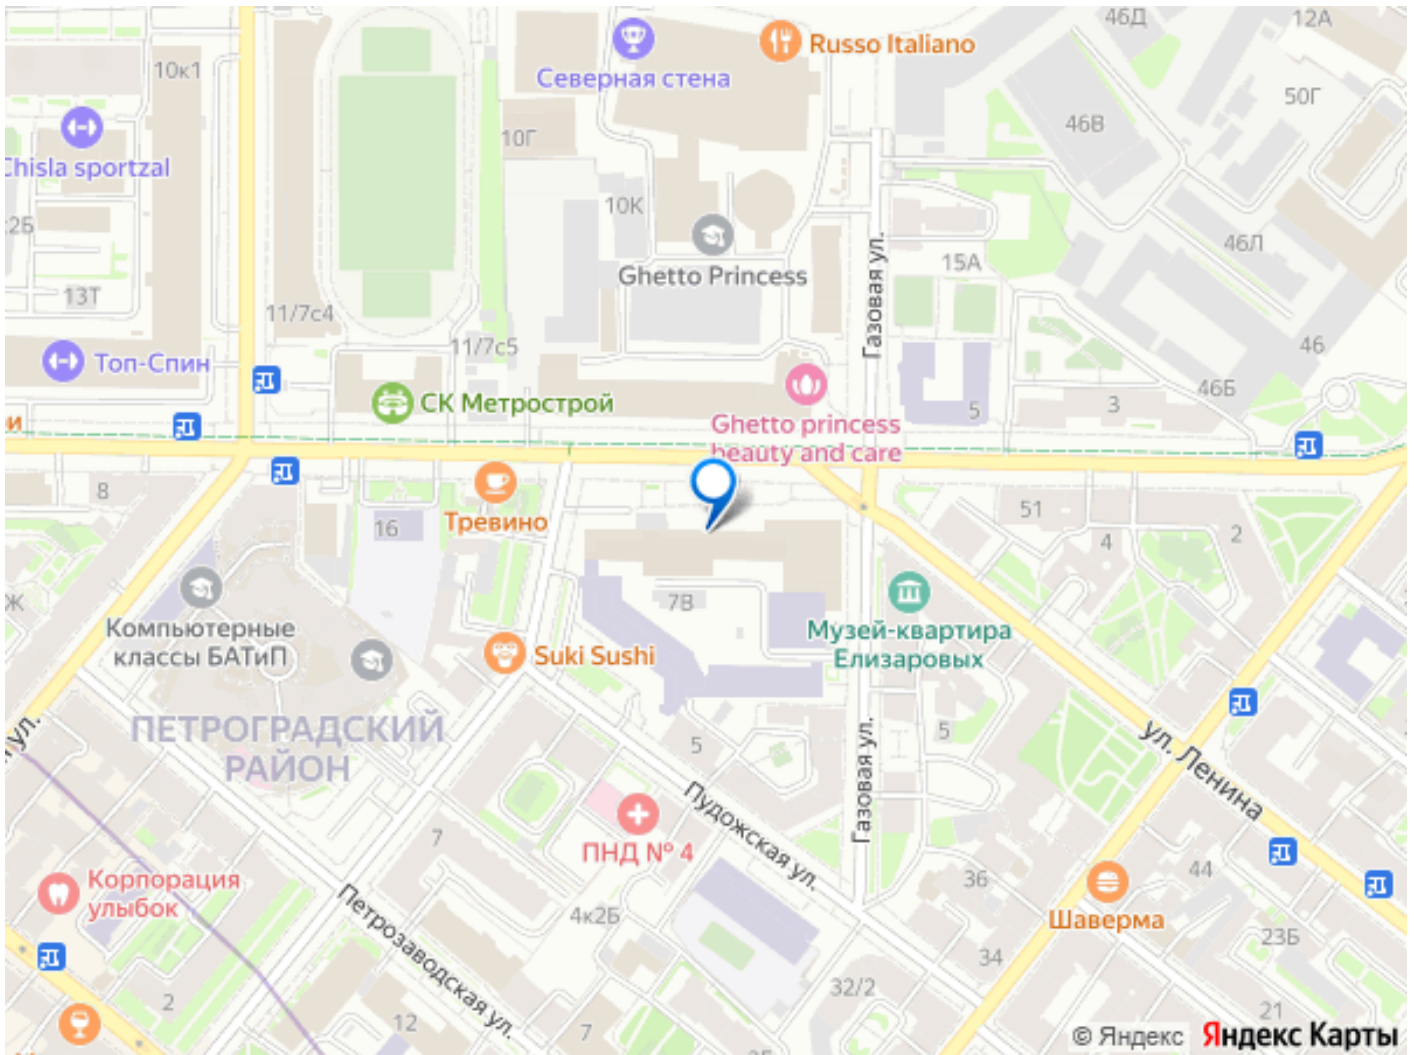 46Д
12А
Russo Italiano
10к1
Северная стена
50Г
46В
10Г
Chisla sportzal
10К
с2Б
46Л
Газовая ул.
15А
Ghetto Princess
13Т
11/7с4
11/7с5
46
Топ-Спин
46Б
СК Метрострой
5
3
Ghetto princess
beauty and care
8
51
Тревино
16
2
4
Ж
7В
Компьютерные
классы БАТиП
Музей-квартира
Елизаровых
Suki Sushi
ПЕТРОГРАДСКИЙ
РАЙОН
ул.
5
5
Газовая ул.
ул. Ленина
Пудожская ул.
7
ПНД № 4
44
36
Корпорация
улыбок
Петрозаводская ул.
4к2Б
Шаверма
23Б
34
2
32/2
21
12
7
© Яндекс Яндекс Карты